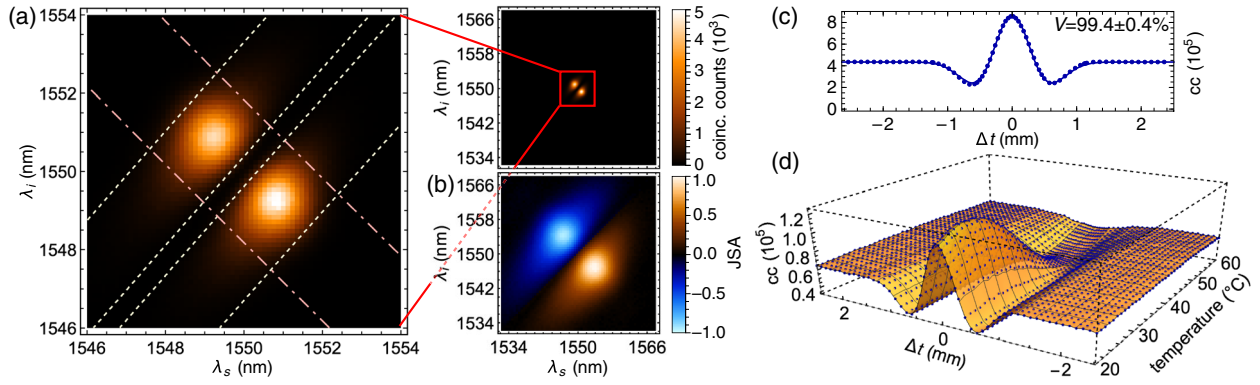 (a)
1554
1552
1550
1548
1546
λi (nm)
1546 1548 1550 1552 1554
λs (nm)
1566
1558
1550
1542
1534
λi (nm)
5
4
3
2
1
0
coinc. counts (10³)
(b)
1566
1558
1550
1542
1534
λi (nm)
1534 1550 1566
λs (nm)
1.0
0.5
0.0
−0.5
−1.0
JSA
(c)
8
6
4
2
0
cc (10⁵)
V=99.4±0.4%
−2 −1 0 1 2
Δt (mm)
(d)
1.2
1.0
0.8
0.6
0.4
cc (10⁵)
2 0 -2
Δt (mm)
20 30 40 50 60
temperature (°C)